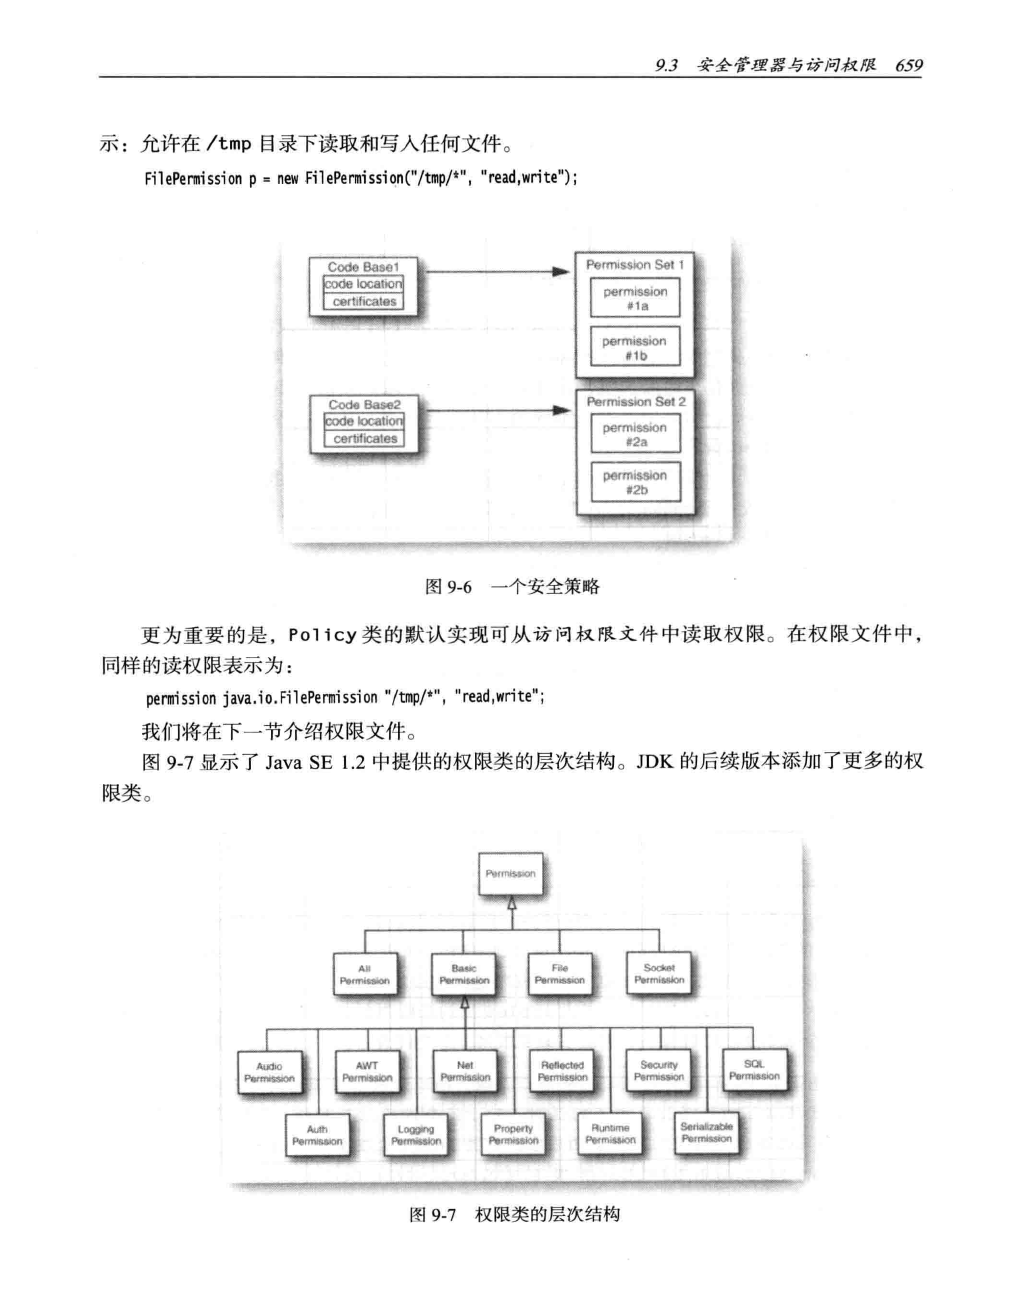 9.3 安全管理器与访问权限 659
示：允许在 /tmp 目录下读取和写入任何文件。
FilePermission p = new FilePermission("/tmp/*", "read,write");
Code Base1
code location
certificates
Permission Set 1
permission
#1a
permission
#1b
Code Base2
code location
certificates
Permission Set 2
permission
#2a
permission
#2b
图 9-6 一个安全策略
更为重要的是，Policy 类的默认实现可从访问权限文件中读取权限。在权限文件中，
同样的读权限表示为：
permission java.io.FilePermission "/tmp/*", "read,write";
我们将在下一节介绍权限文件。
图 9-7 显示了 Java SE 1.2 中提供的权限类的层次结构。JDK 的后续版本添加了更多的权
限类。
Permission
All
Permission
Basic
Permission
File
Permission
Socket
Permission
Audio
Permission
AWT
Permission
Net
Permission
Reflected
Permission
Security
Permission
SQL
Permission
Auth
Permission
Logging
Permission
Property
Permission
Runtime
Permission
Serializable
Permission
图 9-7 权限类的层次结构